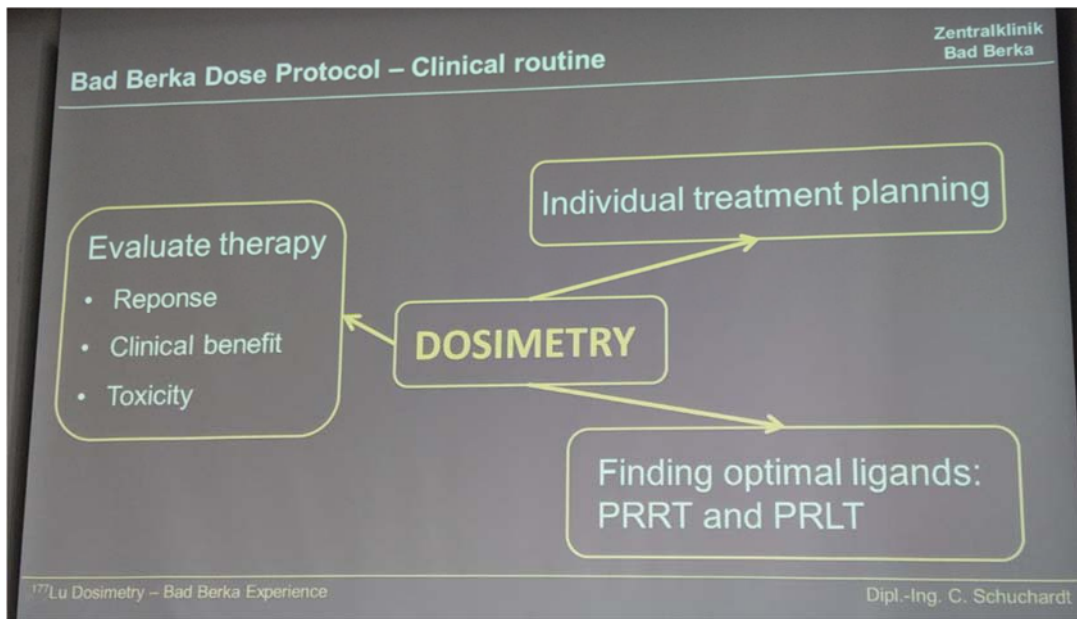 Bad Berka Dose Protocol – Clinical routine
Zentralklinik
Bad Berka
Individual treatment planning
Evaluate therapy
• Reponse
• Clinical benefit
• Toxicity
DOSIMETRY
Finding optimal ligands:
PRRT and PRLT
¹⁷⁷Lu Dosimetry – Bad Berka Experience
Dipl.-Ing. C. Schuchardt